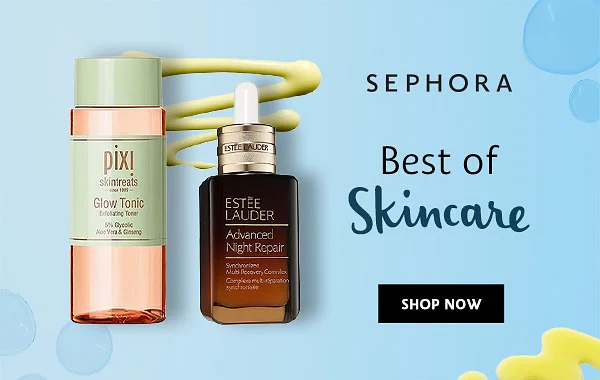 pixi
skintreats
— since 1999 —
Glow Tonic
Exfoliating Toner
5% Glycolic
Aloe Vera & Ginseng
ESTĒE LAUDER
ESTĒE
LAUDER
Advanced
Night Repair
Synchronized
Multi-Recovery Complex
Complexe multi-réparation
synchronisée
SEPHORA
Best of
Skincare
SHOP NOW